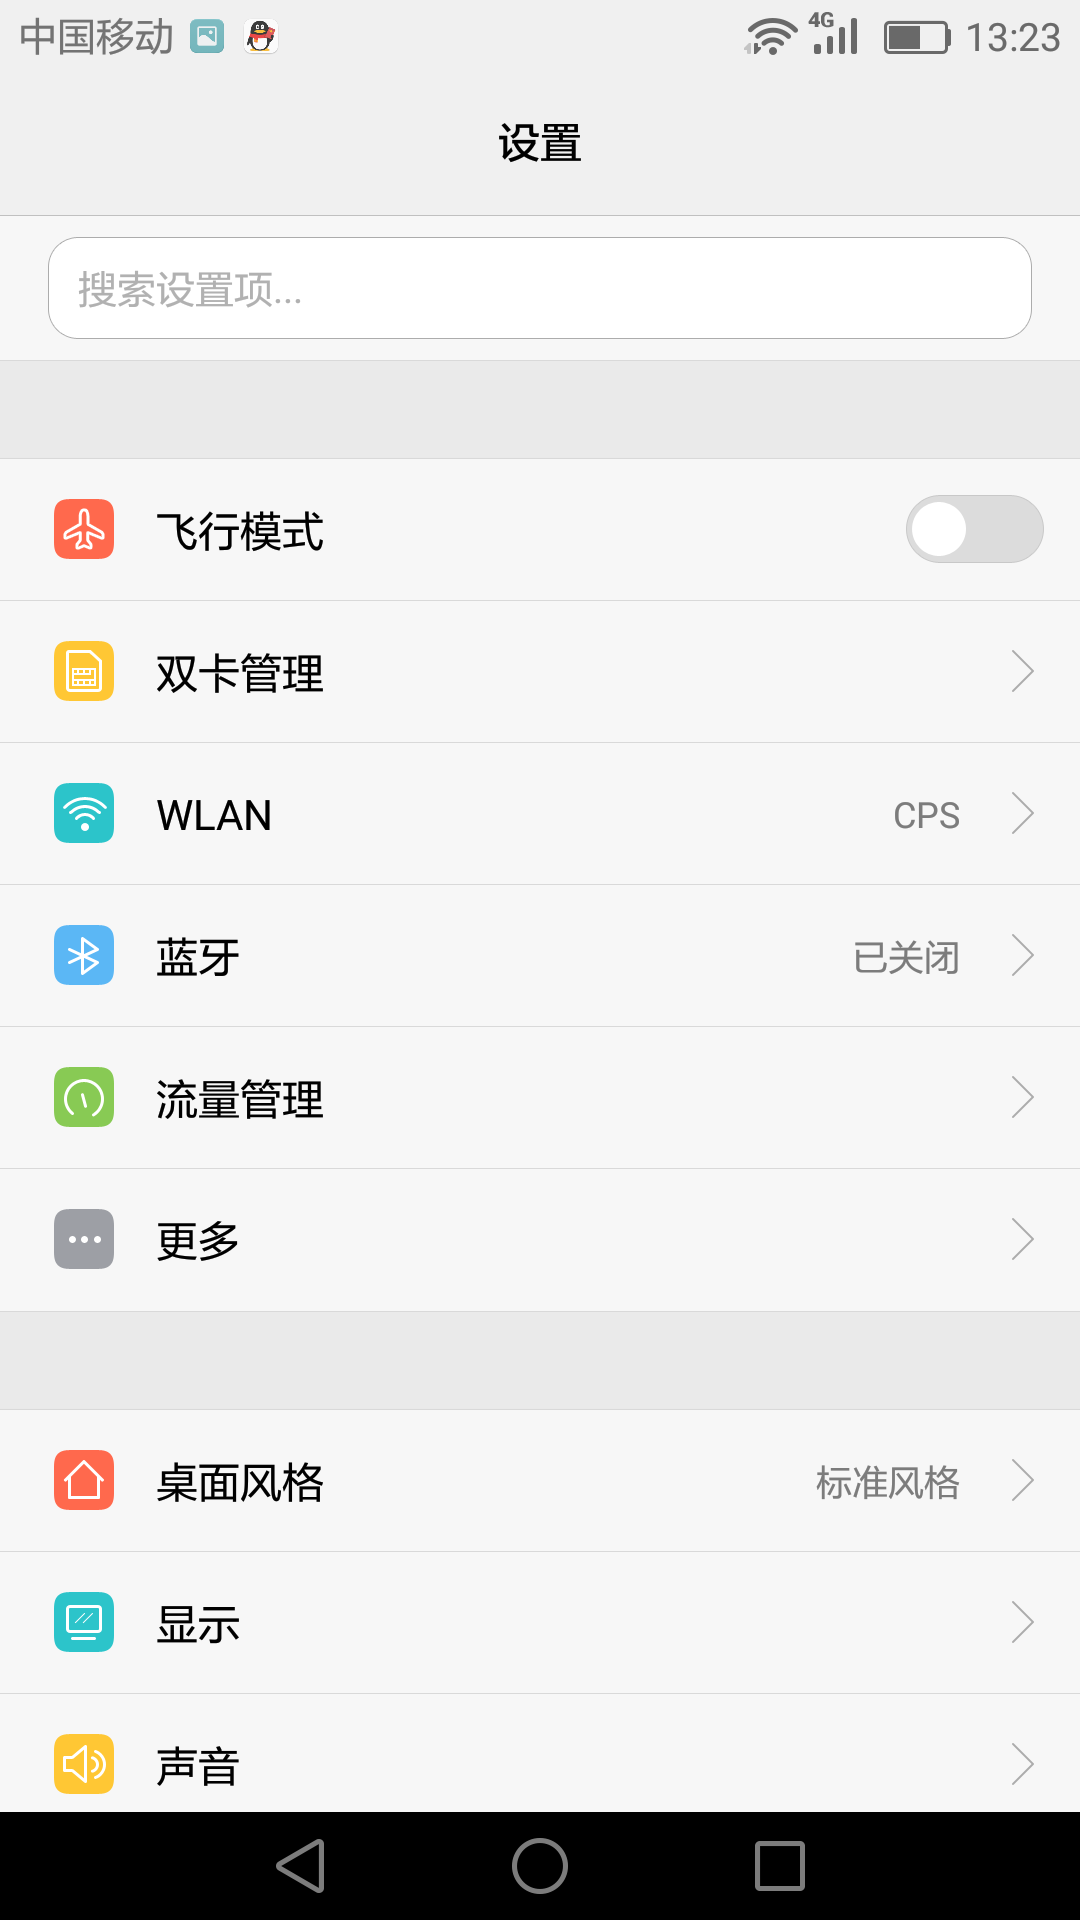 中国移动 4G 13:23
设置
搜索设置项...
飞行模式
双卡管理
WLAN CPS
蓝牙 已关闭
流量管理
更多
桌面风格 标准风格
显示
声音